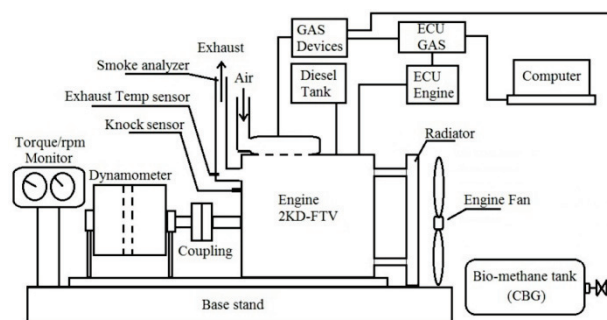 Exhaust
GAS
Devices
ECU
GAS
Smoke analyzer
Air
Diesel
Tank
ECU
Engine
Computer
Exhaust Temp sensor
Knock sensor
Radiator
Torque/rpm
Monitor
Dynamometer
Engine
2KD-FTV
Engine Fan
Coupling
Bio-methane tank
(CBG)
Base stand